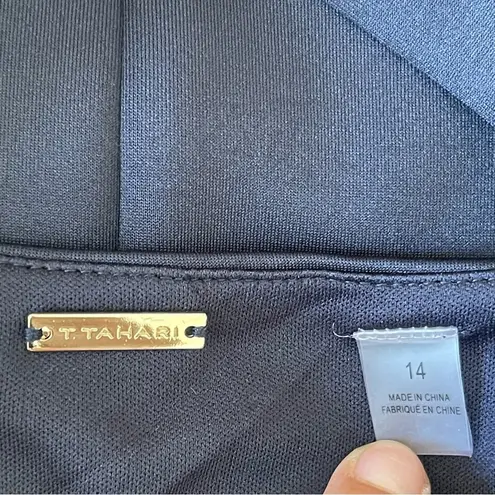 T. TAHARI
14
MADE IN CHINA
FABRIQUÉ EN CHINE